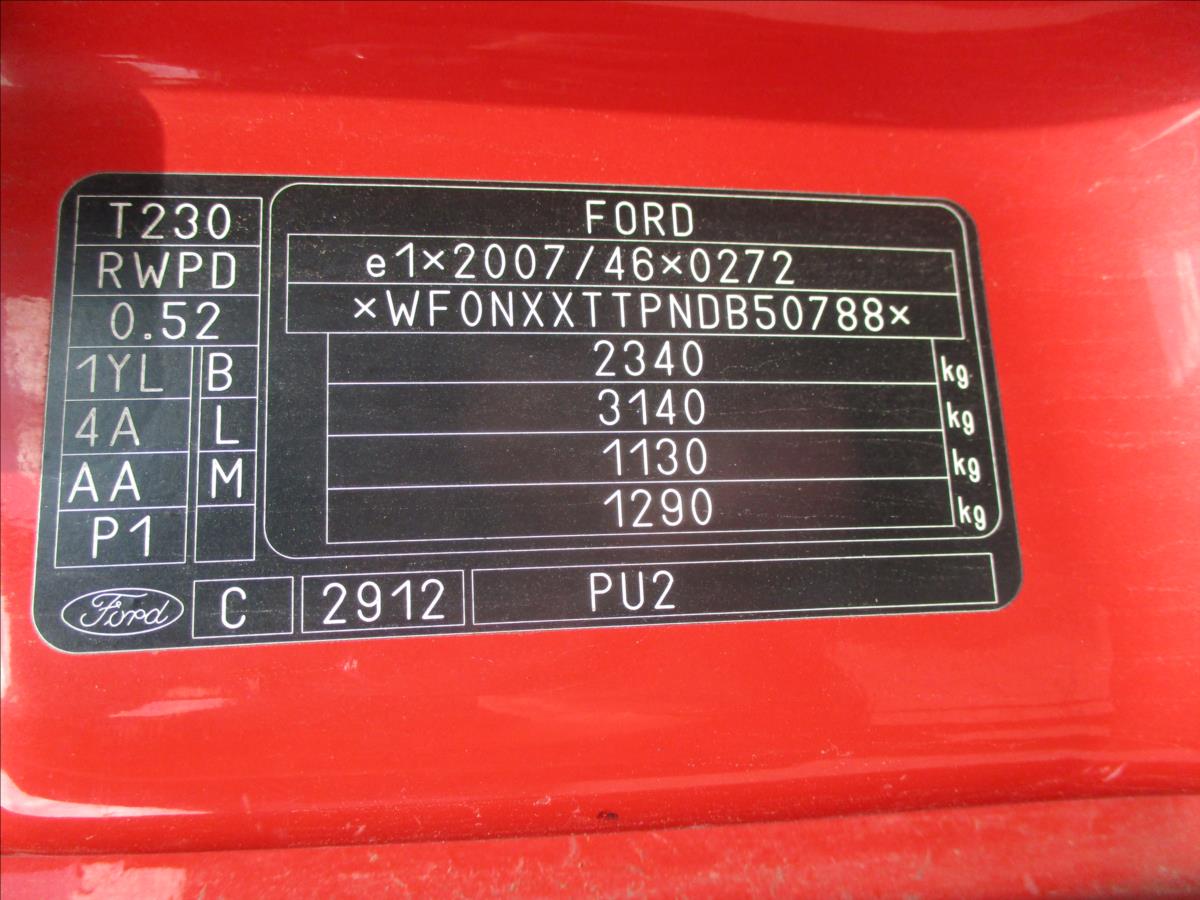 T230
RWPD
0.52
1YL B
4A L
AA M
P1
FORD
e1×2007/46×0272
×WF0NXXTTPNDB50788×
2340 kg
3140 kg
1130 kg
1290 kg
Ford C 2912 PU2